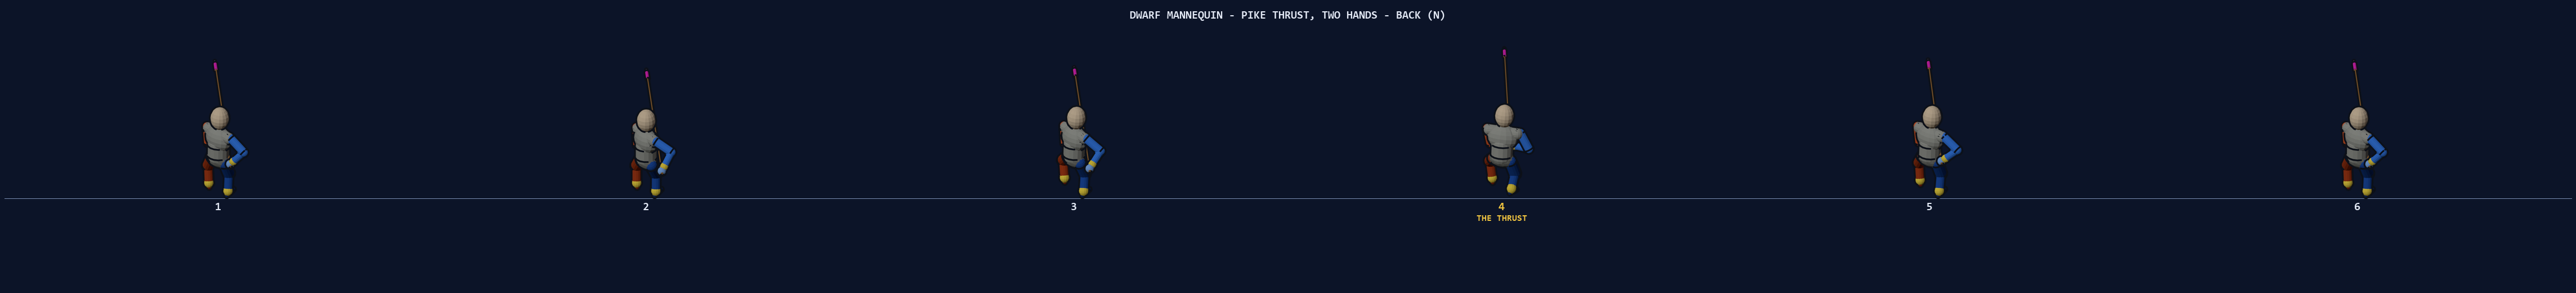 DWARF MANNEQUIN - PIKE THRUST, TWO HANDS - BACK (N)
1 2 3 4 5 6
THE THRUST